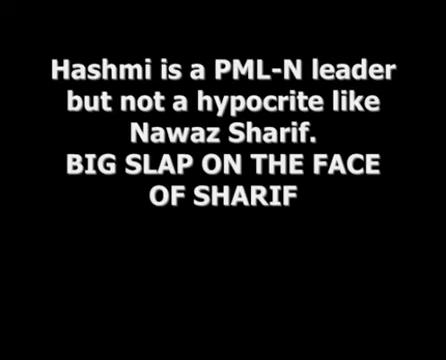 Hashmi is a PML-N leader
but not a hypocrite like
Nawaz Sharif.
BIG SLAP ON THE FACE
OF SHARIF